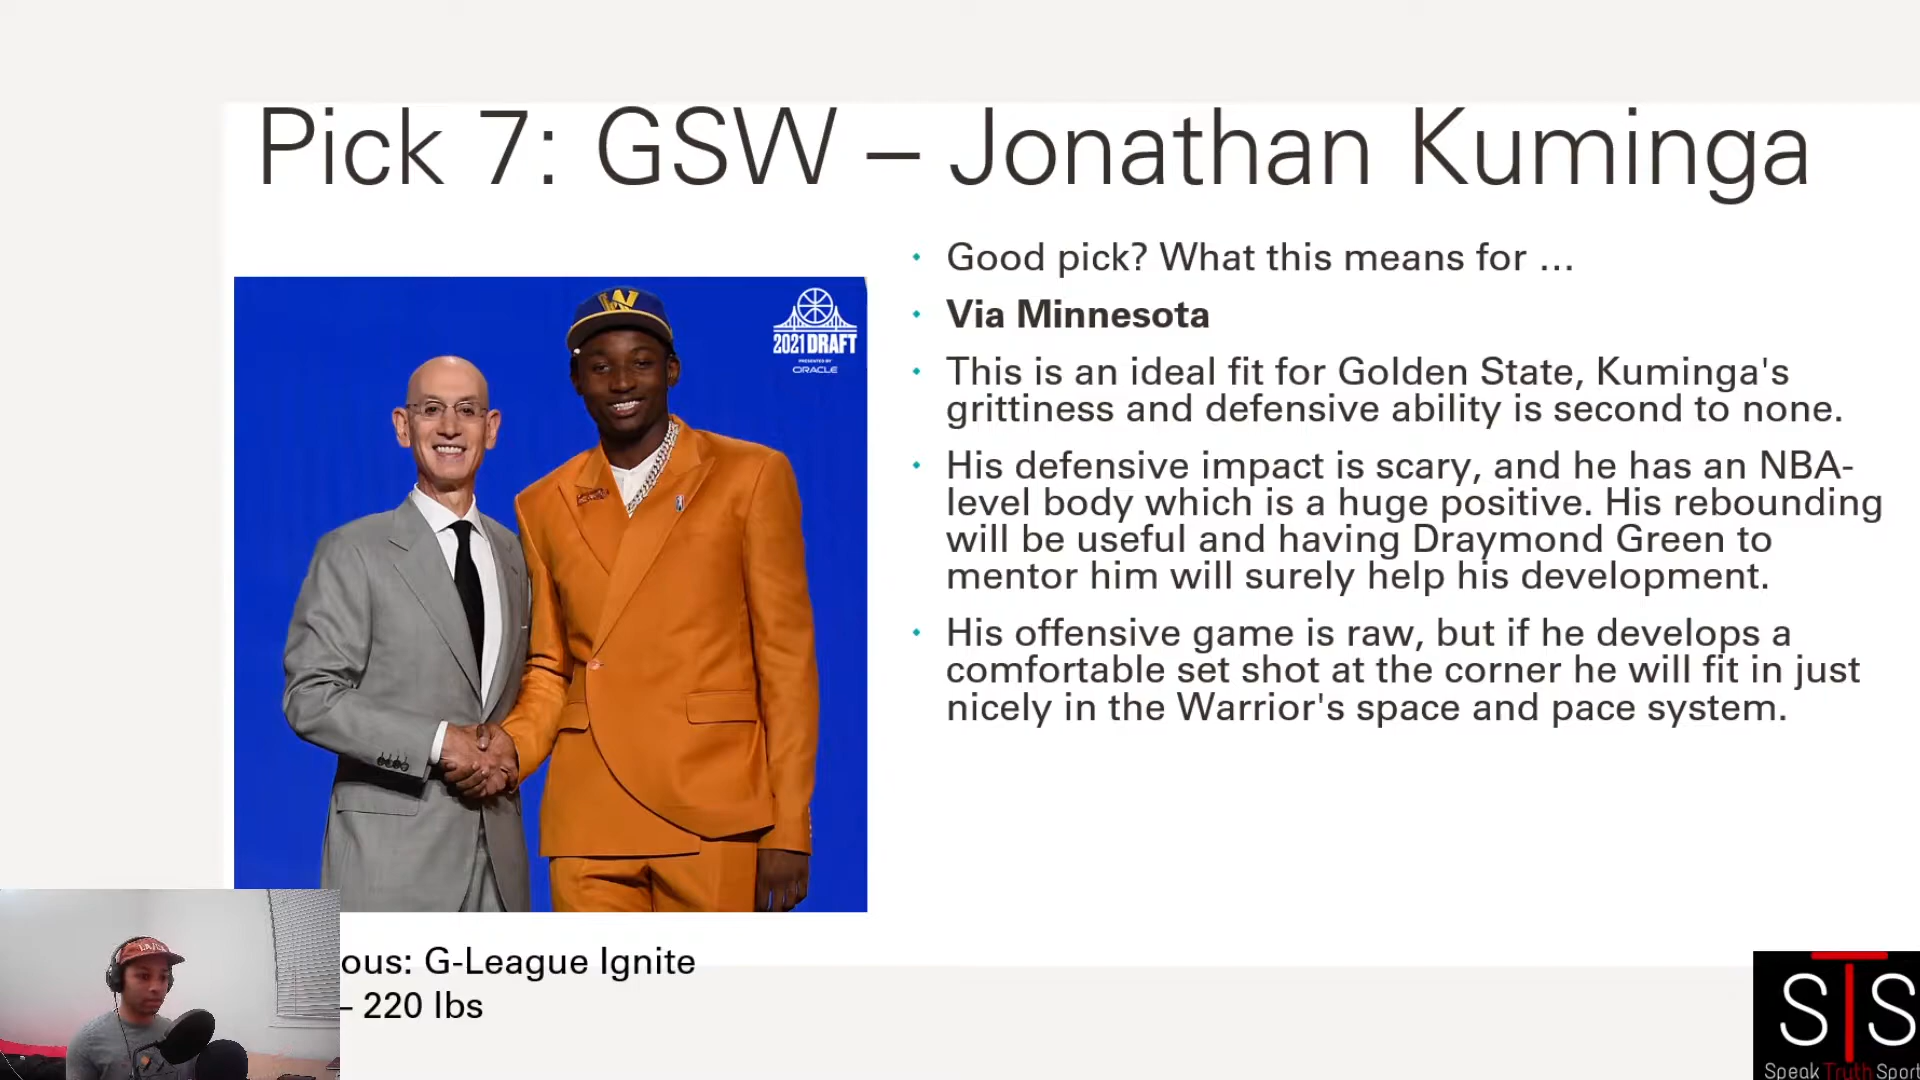 Pick 7: GSW – Jonathan Kuminga
2021 DRAFT
PRESENTED BY
ORACLE
• Good pick? What this means for ...
• Via Minnesota
• This is an ideal fit for Golden State, Kuminga's
grittiness and defensive ability is second to none.
• His defensive impact is scary, and he has an NBA-
level body which is a huge positive. His rebounding
will be useful and having Draymond Green to
mentor him will surely help his development.
• His offensive game is raw, but if he develops a
comfortable set shot at the corner he will fit in just
nicely in the Warrior's space and pace system.
ous: G-League Ignite
– 220 lbs
STS
Speak Truth Sport